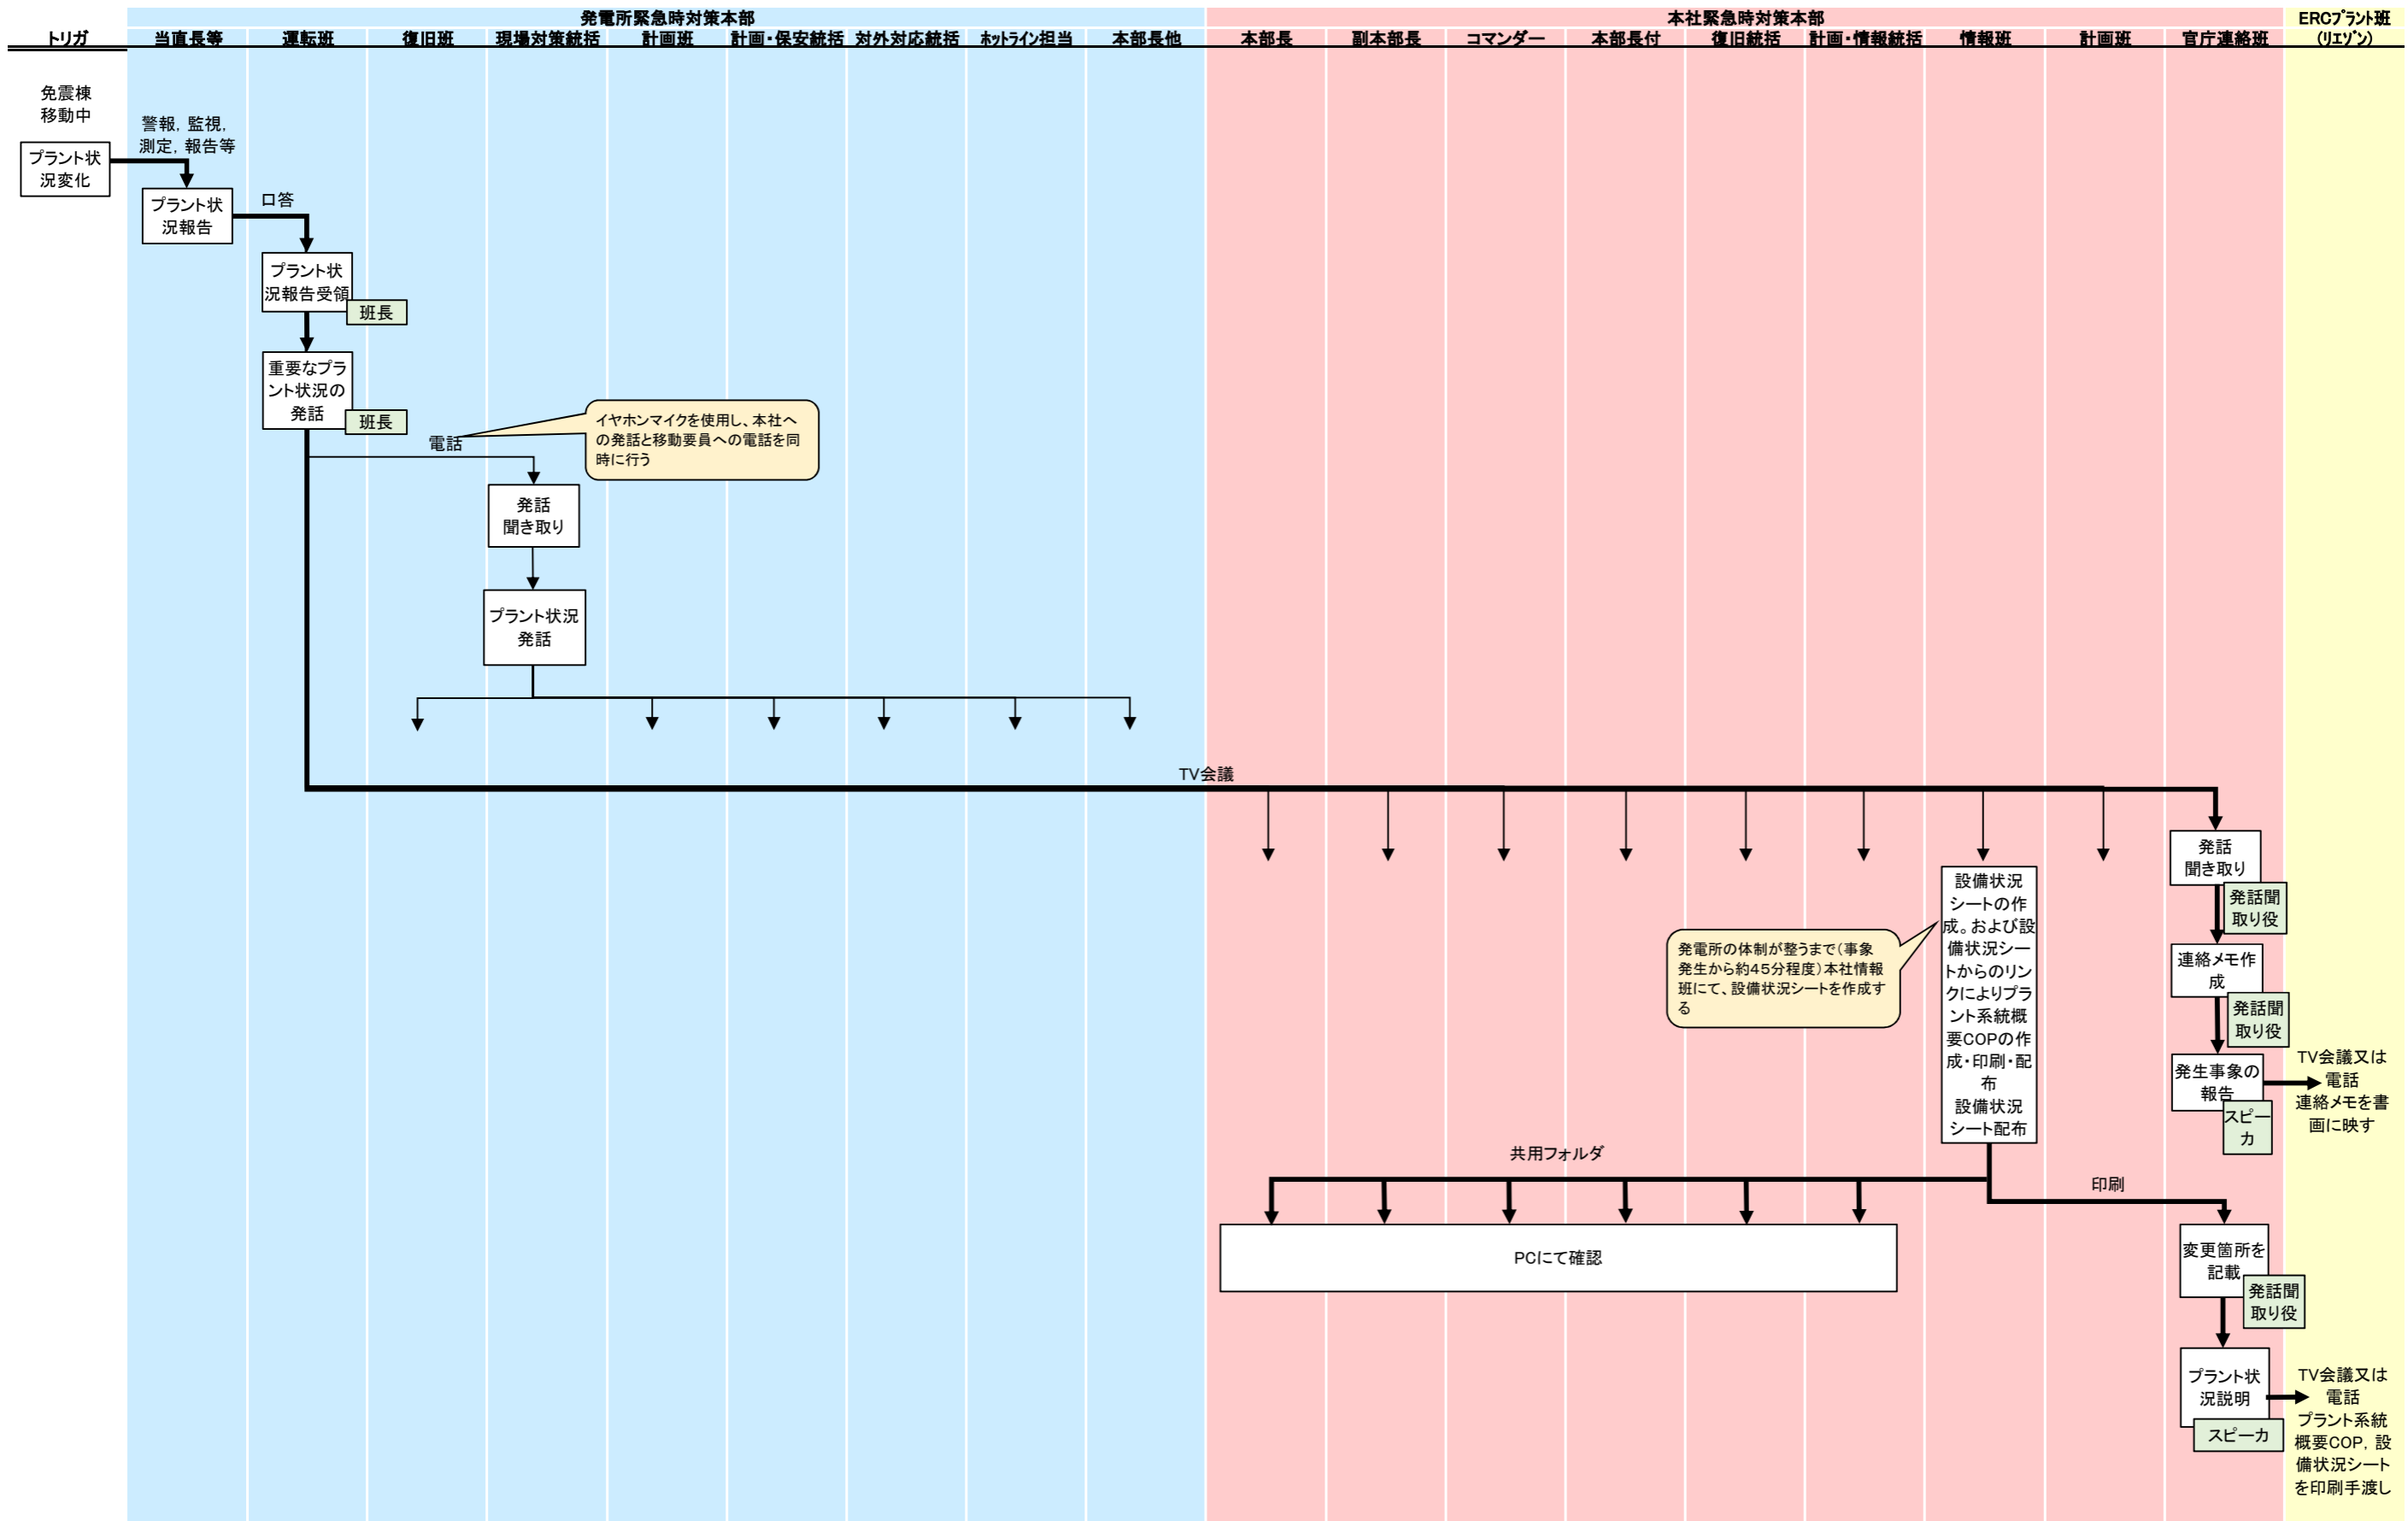 発電所緊急時対策本部
本社緊急時対策本部
ERCﾌﾟﾗﾝﾄ班
(ﾘｴｿﾞﾝ)
トリガ
当直長等
運転班
復旧班
現場対策統括
計画班
計画・保安統括
対外対応統括
ﾎｯﾄﾗｲﾝ担当
本部長他
本部長
副本部長
コマンダー
本部長付
復旧統括
計画・情報統括
情報班
計画班
官庁連絡班
免震棟
移動中
プラント状
況変化
警報，監視，
測定，報告等
プラント状
況報告
口答
プラント状
況報告受領
班長
重要なプラ
ント状況の
発話
班長
電話
イヤホンマイクを使用し、本社へ
の発話と移動要員への電話を同
時に行う
発話
聞き取り
プラント状況
発話
TV会議
発話
聞き取り
発話聞
取り役
設備状況
シートの作
成。および設
備状況シー
トからのリン
クによりプラ
ント系統概
要COPの作
成・印刷・配
布
設備状況
シート配布
発電所の体制が整うまで（事象
発生から約４５分程度）本社情報
班にて、設備状況シートを作成す
る
連絡メモ作
成
発話聞
取り役
発生事象の
報告
スピー
カ
TV会議又は
電話
連絡メモを書
画に映す
共用フォルダ
印刷
PCにて確認
変更箇所を
記載
発話聞
取り役
プラント状
況説明
スピーカ
TV会議又は
電話
プラント系統
概要COP，設
備状況シート
を印刷手渡し